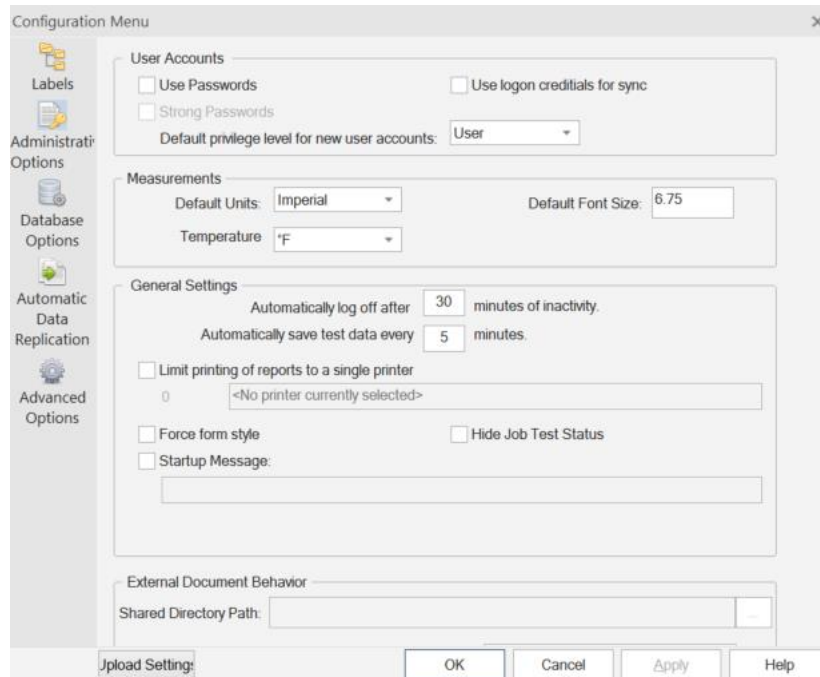 Configuration Menu
Labels
Administrati
Options
Database
Options
Automatic
Data
Replication
Advanced
Options
User Accounts
Use Passwords
Use logon creditials for sync
Strong Passwords
Default privilege level for new user accounts: User
Measurements
Default Units: Imperial
Default Font Size: 6.75
Temperature °F
General Settings
Automatically log off after 30 minutes of inactivity.
Automatically save test data every 5 minutes.
Limit printing of reports to a single printer
0 <No printer currently selected>
Force form style
Hide Job Test Status
Startup Message:
External Document Behavior
Shared Directory Path: ...
Upload Settings
OK Cancel Apply Help